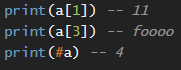 print(a[1]) -- 11
print(a[3]) -- foooo
print(#a) -- 4